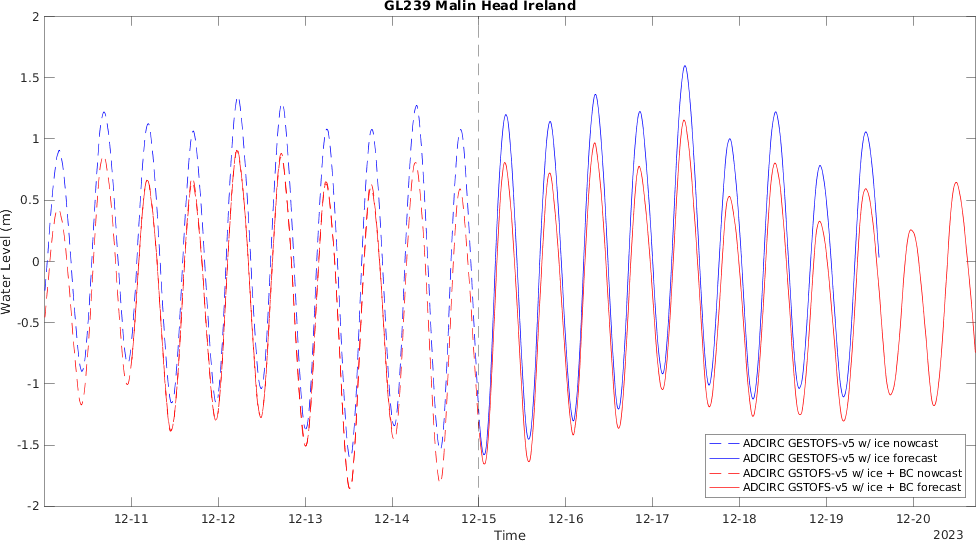 GL239 Malin Head Ireland
2
1.5
1
0.5
0
-0.5
-1
-1.5
-2
Water Level (m)
12-11 12-12 12-13 12-14 12-15 12-16 12-17 12-18 12-19 12-20
Time
2023
ADCIRC GESTOFS-v5 w/ ice nowcast
ADCIRC GESTOFS-v5 w/ ice forecast
ADCIRC GSTOFS-v5 w/ ice + BC nowcast
ADCIRC GSTOFS-v5 w/ ice + BC forecast